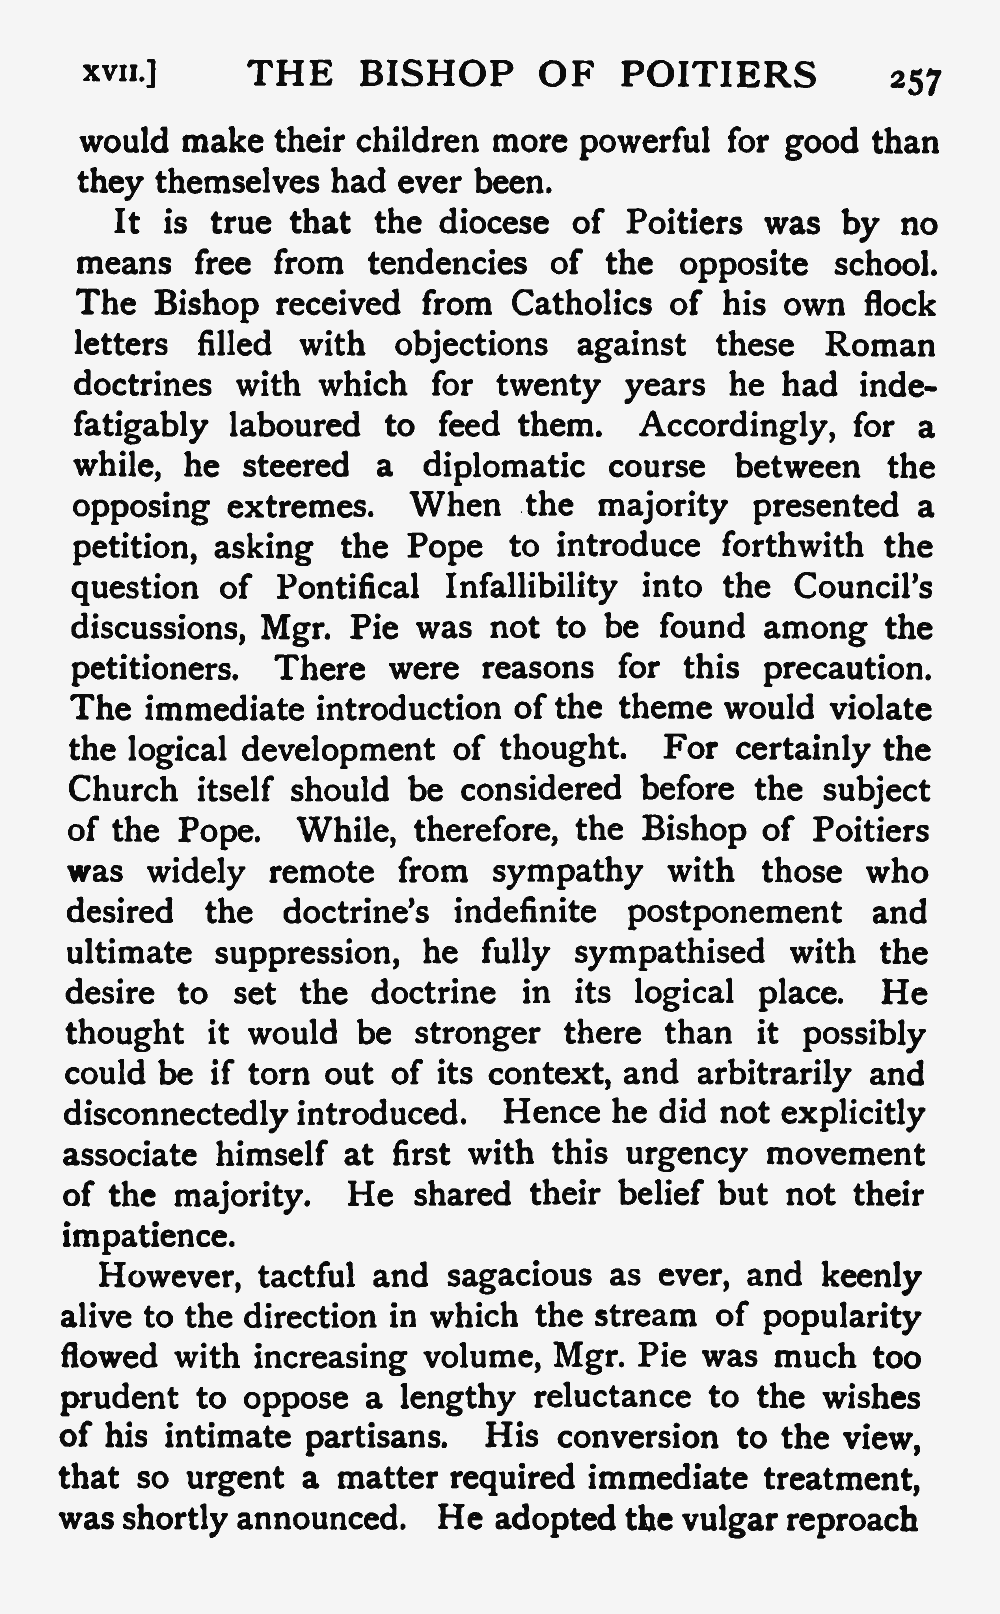 XVII.] THE BISHOP OF POITIERS 257
would make their children more powerful for good than
they themselves had ever been.
It is true that the diocese of Poitiers was by no
means free from tendencies of the opposite school.
The Bishop received from Catholics of his own flock
letters filled with objections against these Roman
doctrines with which for twenty years he had inde-
fatigably laboured to feed them. Accordingly, for a
while, he steered a diplomatic course between the
opposing extremes. When the majority presented a
petition, asking the Pope to introduce forthwith the
question of Pontifical Infallibility into the Council's
discussions, Mgr. Pie was not to be found among the
petitioners. There were reasons for this precaution.
The immediate introduction of the theme would violate
the logical development of thought. For certainly the
Church itself should be considered before the subject
of the Pope. While, therefore, the Bishop of Poitiers
was widely remote from sympathy with those who
desired the doctrine's indefinite postponement and
ultimate suppression, he fully sympathised with the
desire to set the doctrine in its logical place. He
thought it would be stronger there than it possibly
could be if torn out of its context, and arbitrarily and
disconnectedly introduced. Hence he did not explicitly
associate himself at first with this urgency movement
of the majority. He shared their belief but not their
impatience.
However, tactful and sagacious as ever, and keenly
alive to the direction in which the stream of popularity
flowed with increasing volume, Mgr. Pie was much too
prudent to oppose a lengthy reluctance to the wishes
of his intimate partisans. His conversion to the view,
that so urgent a matter required immediate treatment,
was shortly announced. He adopted the vulgar reproach